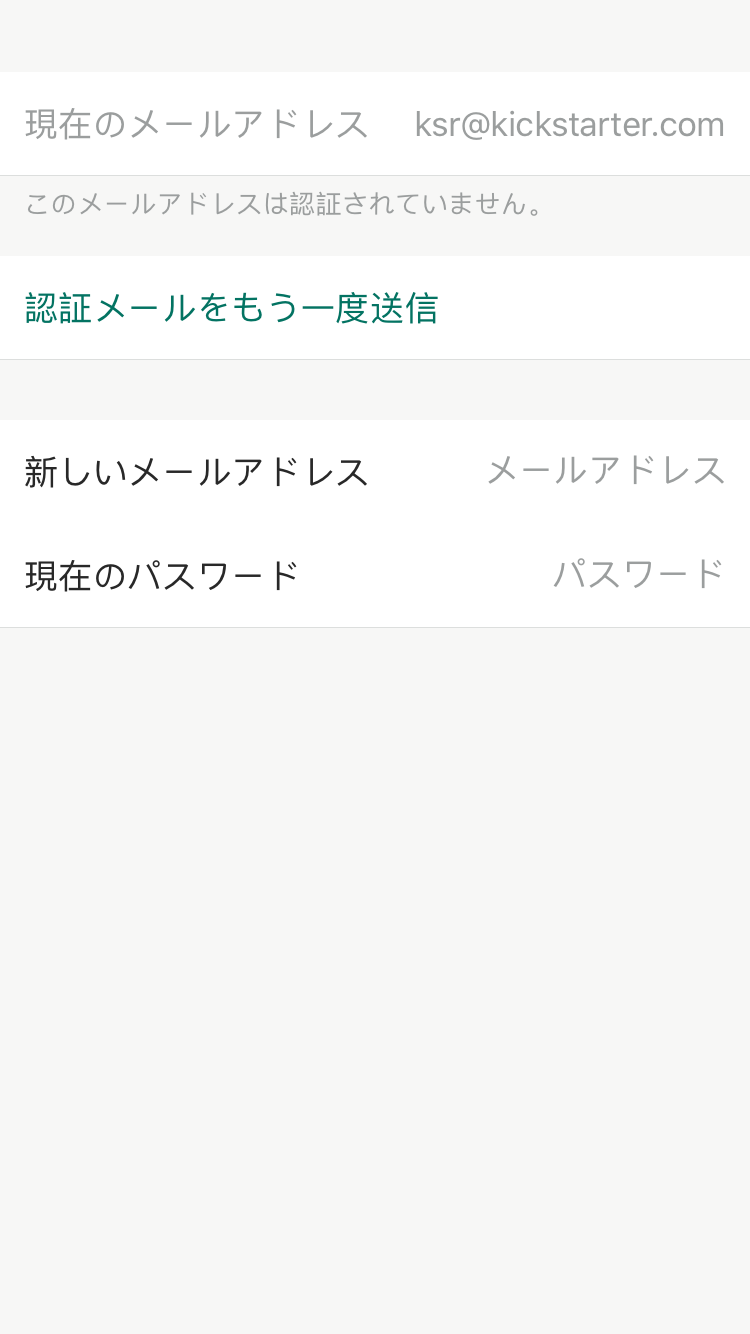 現在のメールアドレス ksr@kickstarter.com
このメールアドレスは認証されていません。
認証メールをもう一度送信
新しいメールアドレス メールアドレス
現在のパスワード パスワード